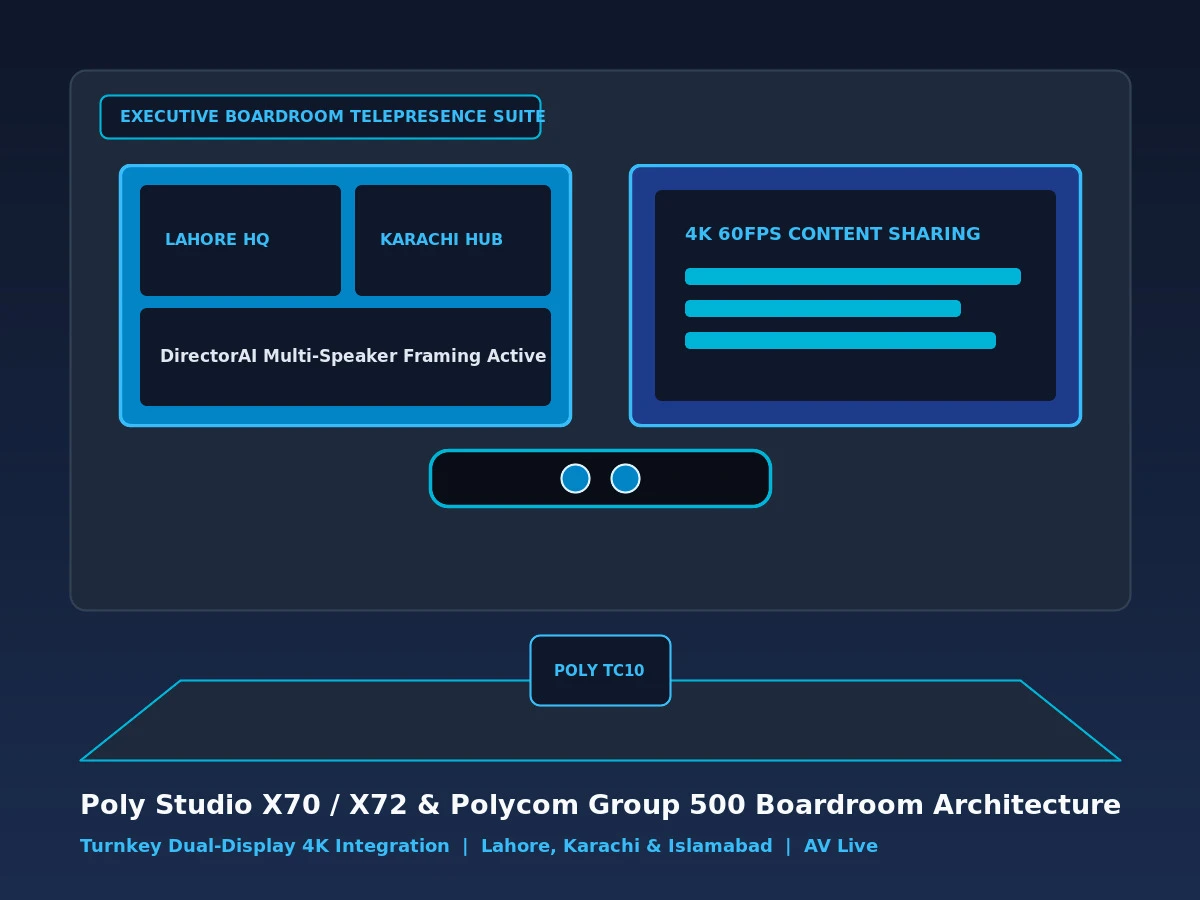 EXECUTIVE BOARDROOM TELEPRESENCE SUITE
LAHORE HQ
KARACHI HUB
DirectorAI Multi-Speaker Framing Active
4K 60FPS CONTENT SHARING
POLY TC10
Poly Studio X70 / X72 & Polycom Group 500 Boardroom Architecture
Turnkey Dual-Display 4K Integration | Lahore, Karachi & Islamabad | AV Live